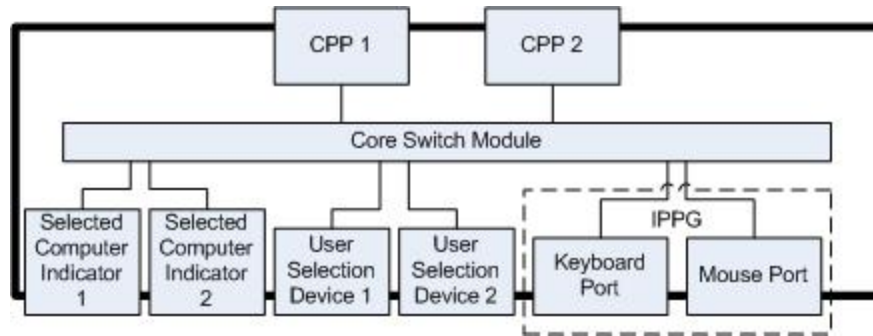 CPP 1
CPP 2
Core Switch Module
Selected
Computer
Indicator
1
Selected
Computer
Indicator
2
User
Selection
Device 1
User
Selection
Device 2
IPPG
Keyboard
Port
Mouse Port